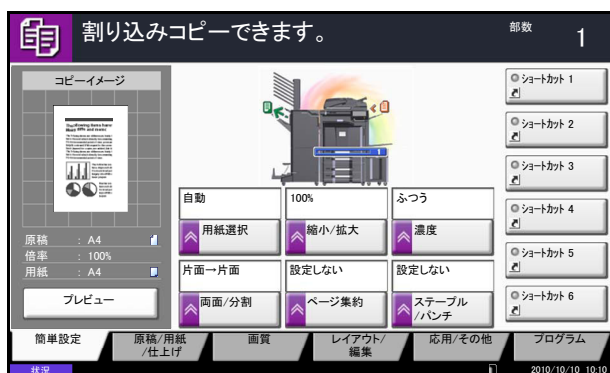 割り込みコピーできます。
部数
1
コピーイメージ
原稿 : A4
倍率 : 100%
用紙 : A4
プレビュー
1
自動
用紙選択
100%
縮小/拡大
ふつう
濃度
片面→片面
両面/分割
設定しない
ページ集約
設定しない
ステープル
/パンチ
ショートカット 1
ショートカット 2
ショートカット 3
ショートカット 4
ショートカット 5
ショートカット 6
簡単設定
原稿/用紙
/仕上げ
画質
レイアウト/
編集
応用/その他
プログラム
状況
2010/10/10 10:10